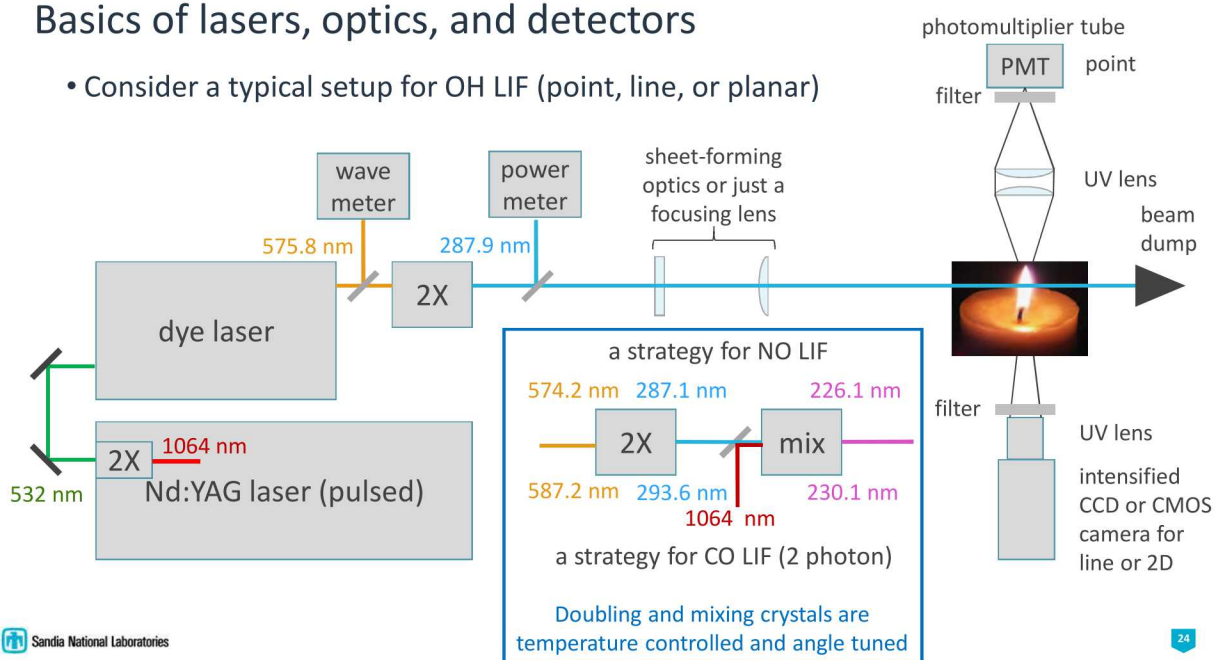 Basics of lasers, optics, and detectors
• Consider a typical setup for OH LIF (point, line, or planar)
photomultiplier tube
PMT
point
filter
UV lens
beam
dump
wave
meter
power
meter
sheet-forming
optics or just a
focusing lens
575.8 nm
287.9 nm
2X
dye laser
1064 nm
2X
532 nm
Nd:YAG laser (pulsed)
a strategy for NO LIF
574.2 nm
287.1 nm
226.1 nm
2X
mix
587.2 nm
293.6 nm
230.1 nm
1064 nm
a strategy for CO LIF (2 photon)
Doubling and mixing crystals are
temperature controlled and angle tuned
filter
UV lens
intensified
CCD or CMOS
camera for
line or 2D
Sandia National Laboratories
24